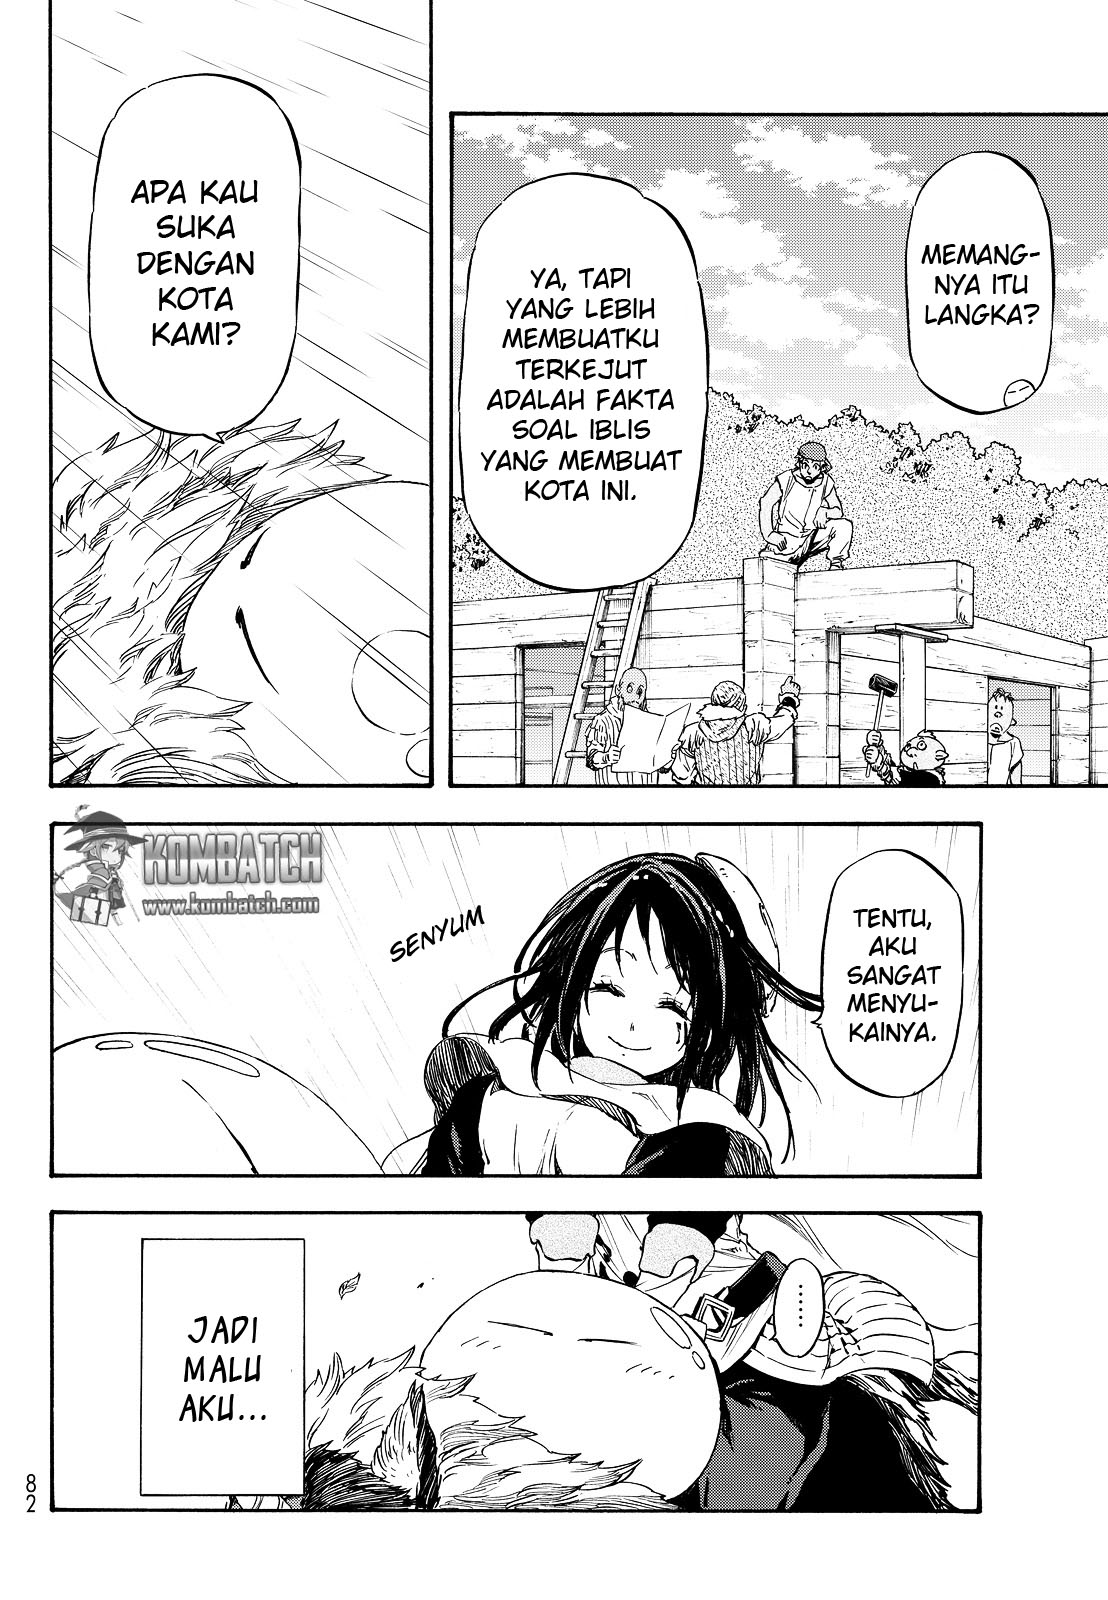 MEMANG-
NYA ITU
LANGKA?
YA, TAPI
YANG LEBIH
MEMBUATKU
TERKEJUT
ADALAH FAKTA
SOAL IBLIS
YANG MEMBUAT
KOTA INI.
APA KAU
SUKA
DENGAN
KOTA
KAMI?
KOMBATCH
www.kombatch.com
TENTU,
AKU
SANGAT
MENYU-
KAINYA.
SENYUM
......
JADI
MALU
AKU...
82